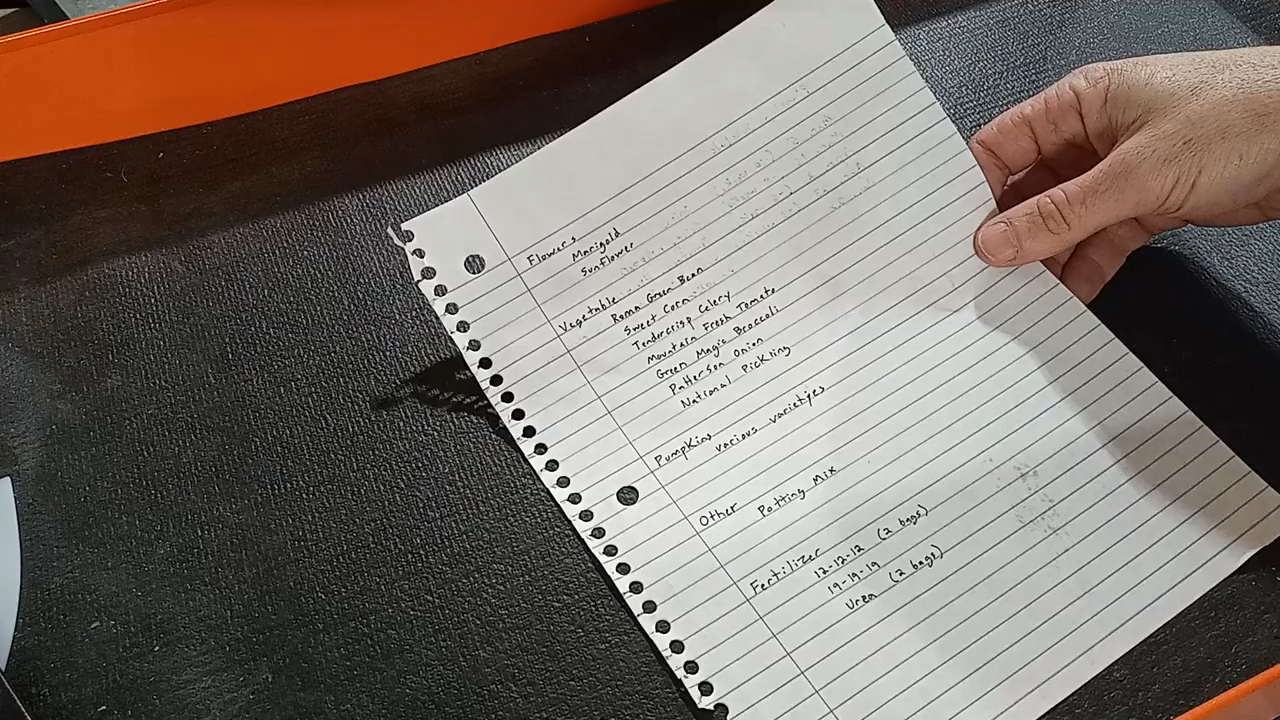 Flowers
Marigold
Sunflower
Vegetable
Roma Green Bean
Sweet Corn
Tendercrisp Celery
Mountain Fresh Tomato
Green Magic Broccoli
Patterson Onion
National Pickling
Pumpkins
various varietyes
Other
Potting Mix
Fertilizer
12-12-12 (2 bags)
19-19-19
Urea (2 bags)